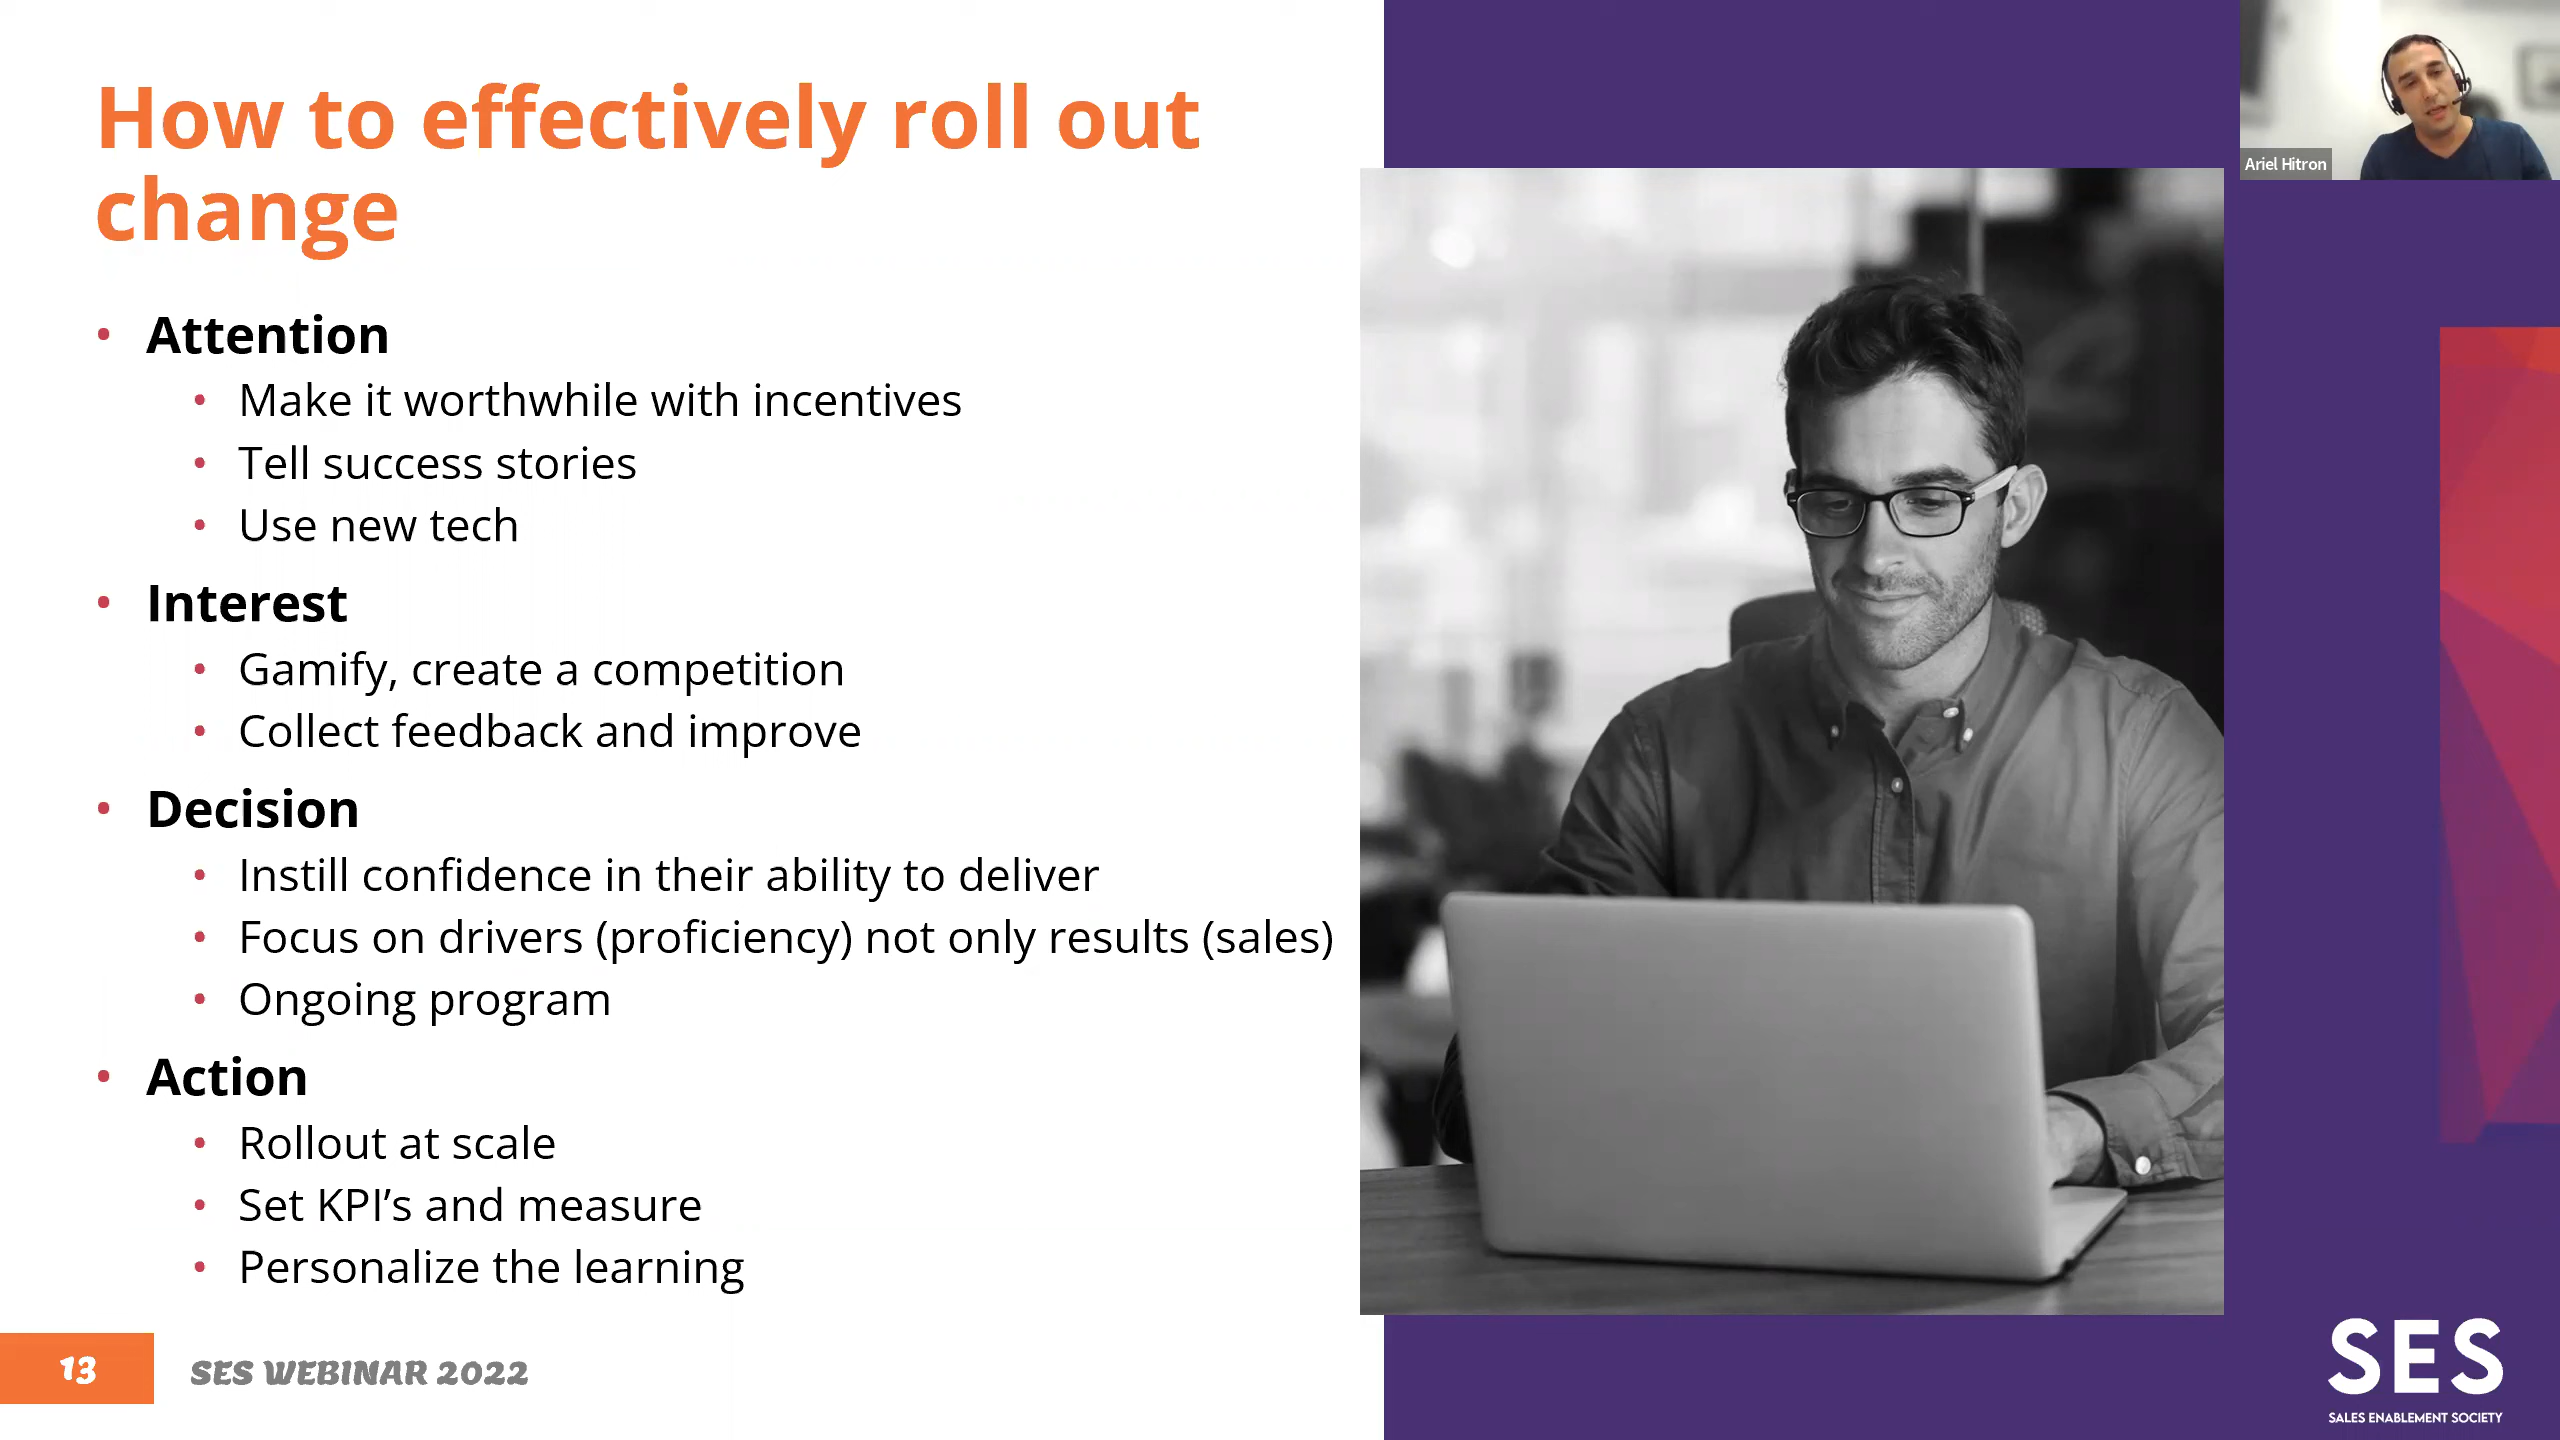 How to effectively roll out
change
• Attention
• Make it worthwhile with incentives
• Tell success stories
• Use new tech
• Interest
• Gamify, create a competition
• Collect feedback and improve
• Decision
• Instill confidence in their ability to deliver
• Focus on drivers (proficiency) not only results (sales)
• Ongoing program
• Action
• Rollout at scale
• Set KPI’s and measure
• Personalize the learning
13
SES WEBINAR 2022
Ariel Hitron
SES
SALES ENABLEMENT SOCIETY